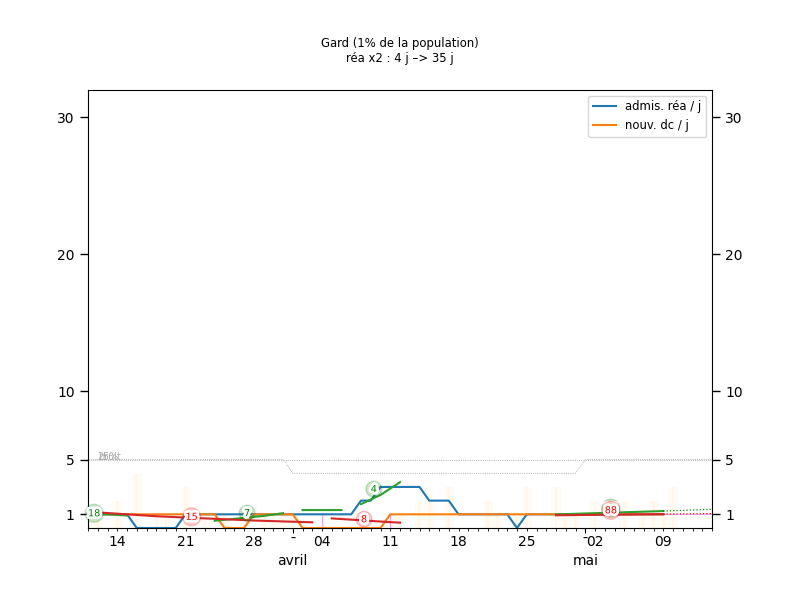 Gard (1% de la population)
réa x2 : 4 j –> 35 j
admis. réa / j
nouv. dc / j
30 30
20 20
10 10
5 5
1 1
18 15 7 8 4 88
14 21 28 - 04 11 18 25 - 02 09
avril mai